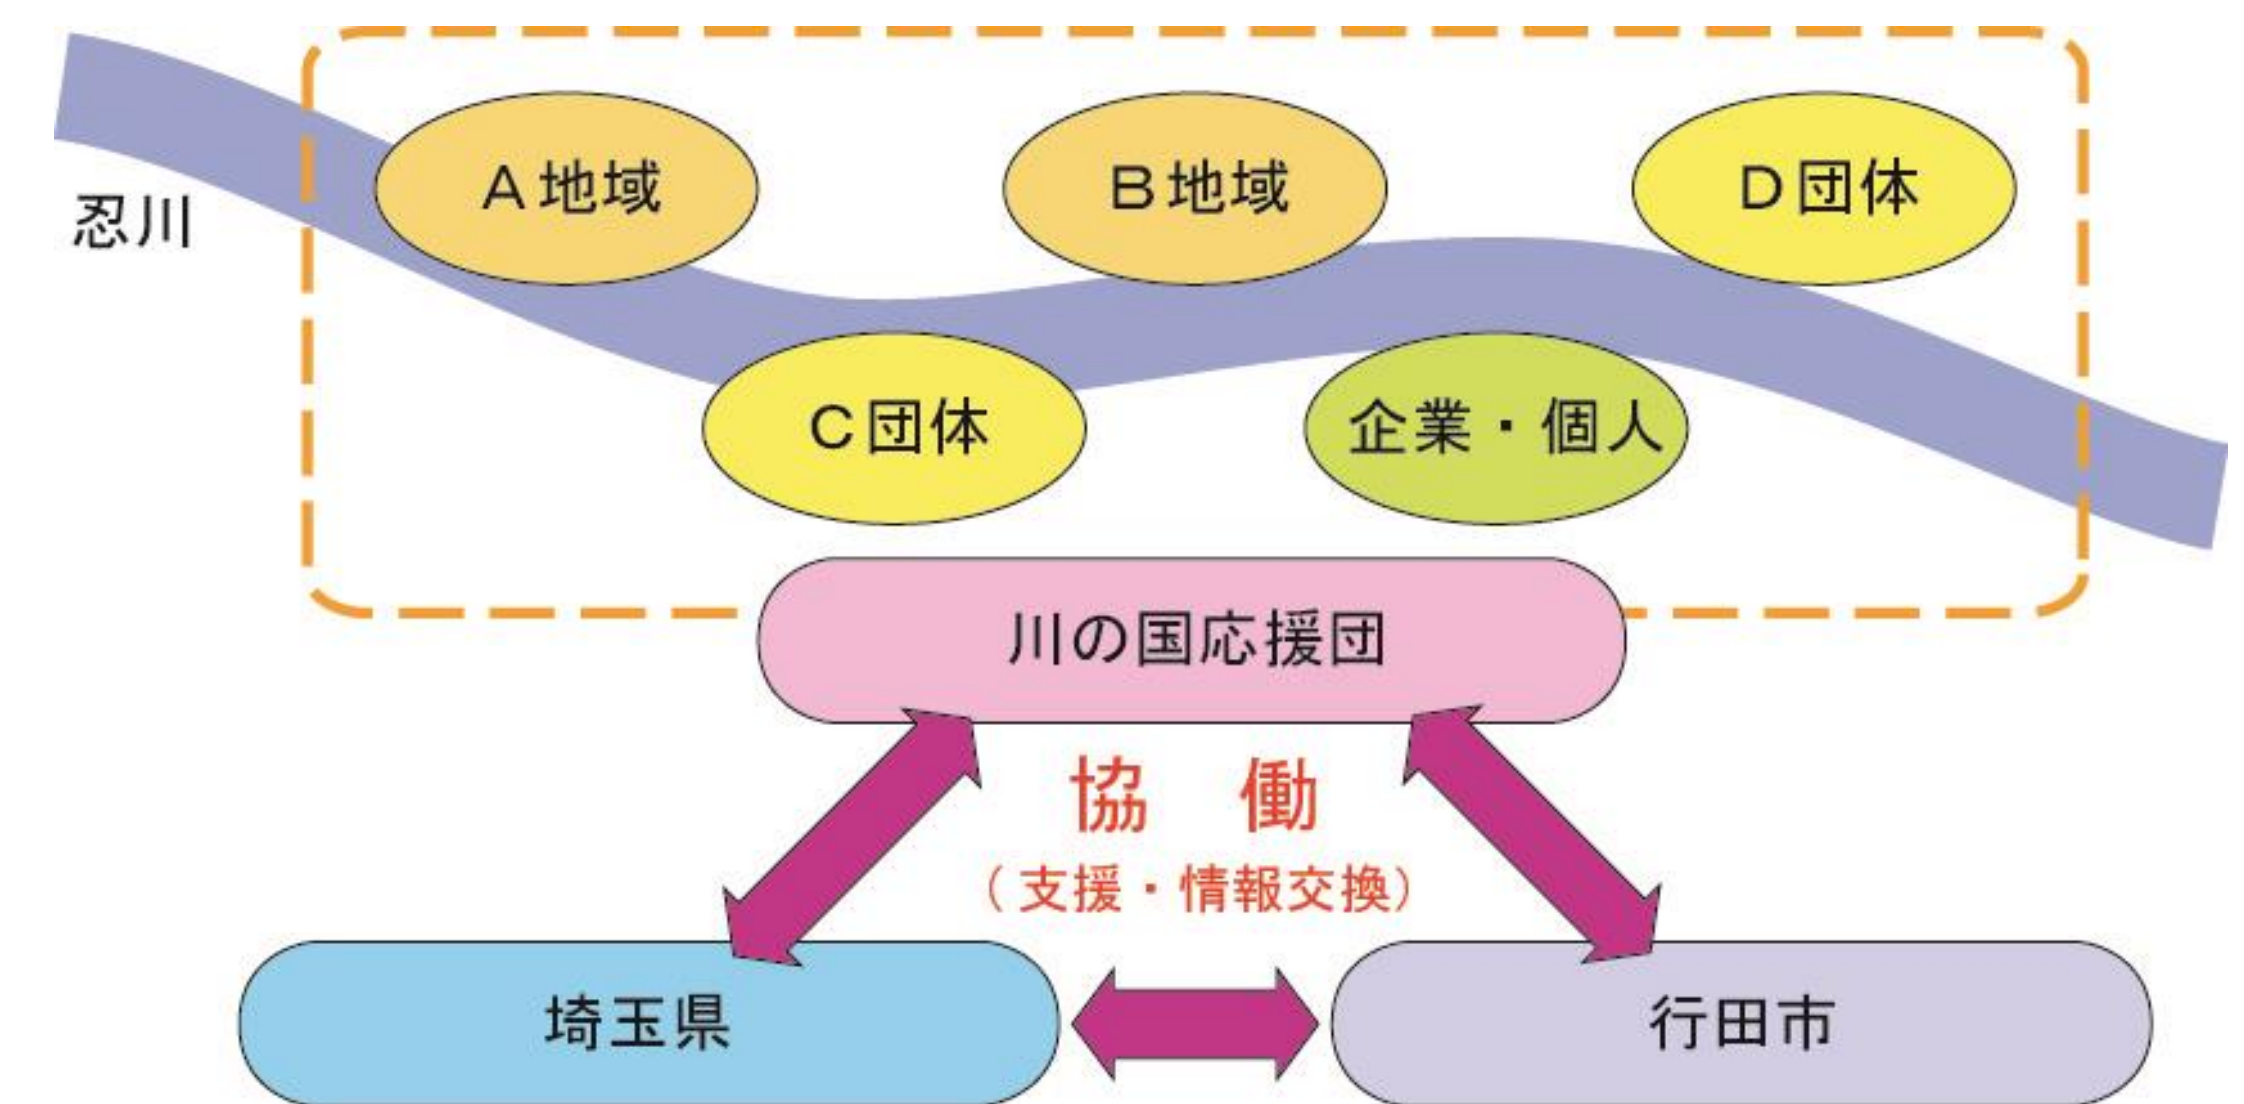 A地域
B地域
D団体
忍川
C団体
企業・個人
川の国応援団
協　働
(支援・情報交換)
埼玉県
行田市